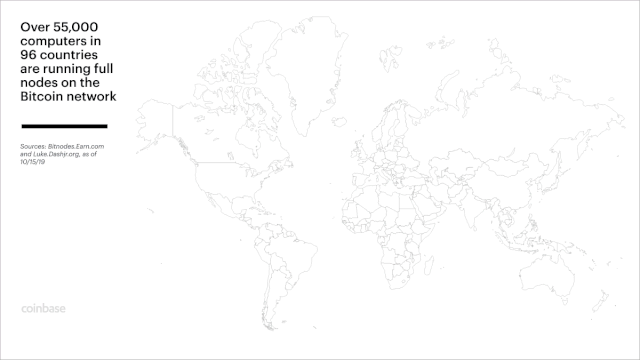 Over 55,000
computers in
96 countries
are running full
nodes on the
Bitcoin network
Sources: Bitnodes.Earn.com
and Luke.Dashjr.org, as of
10/15/19
coinbase